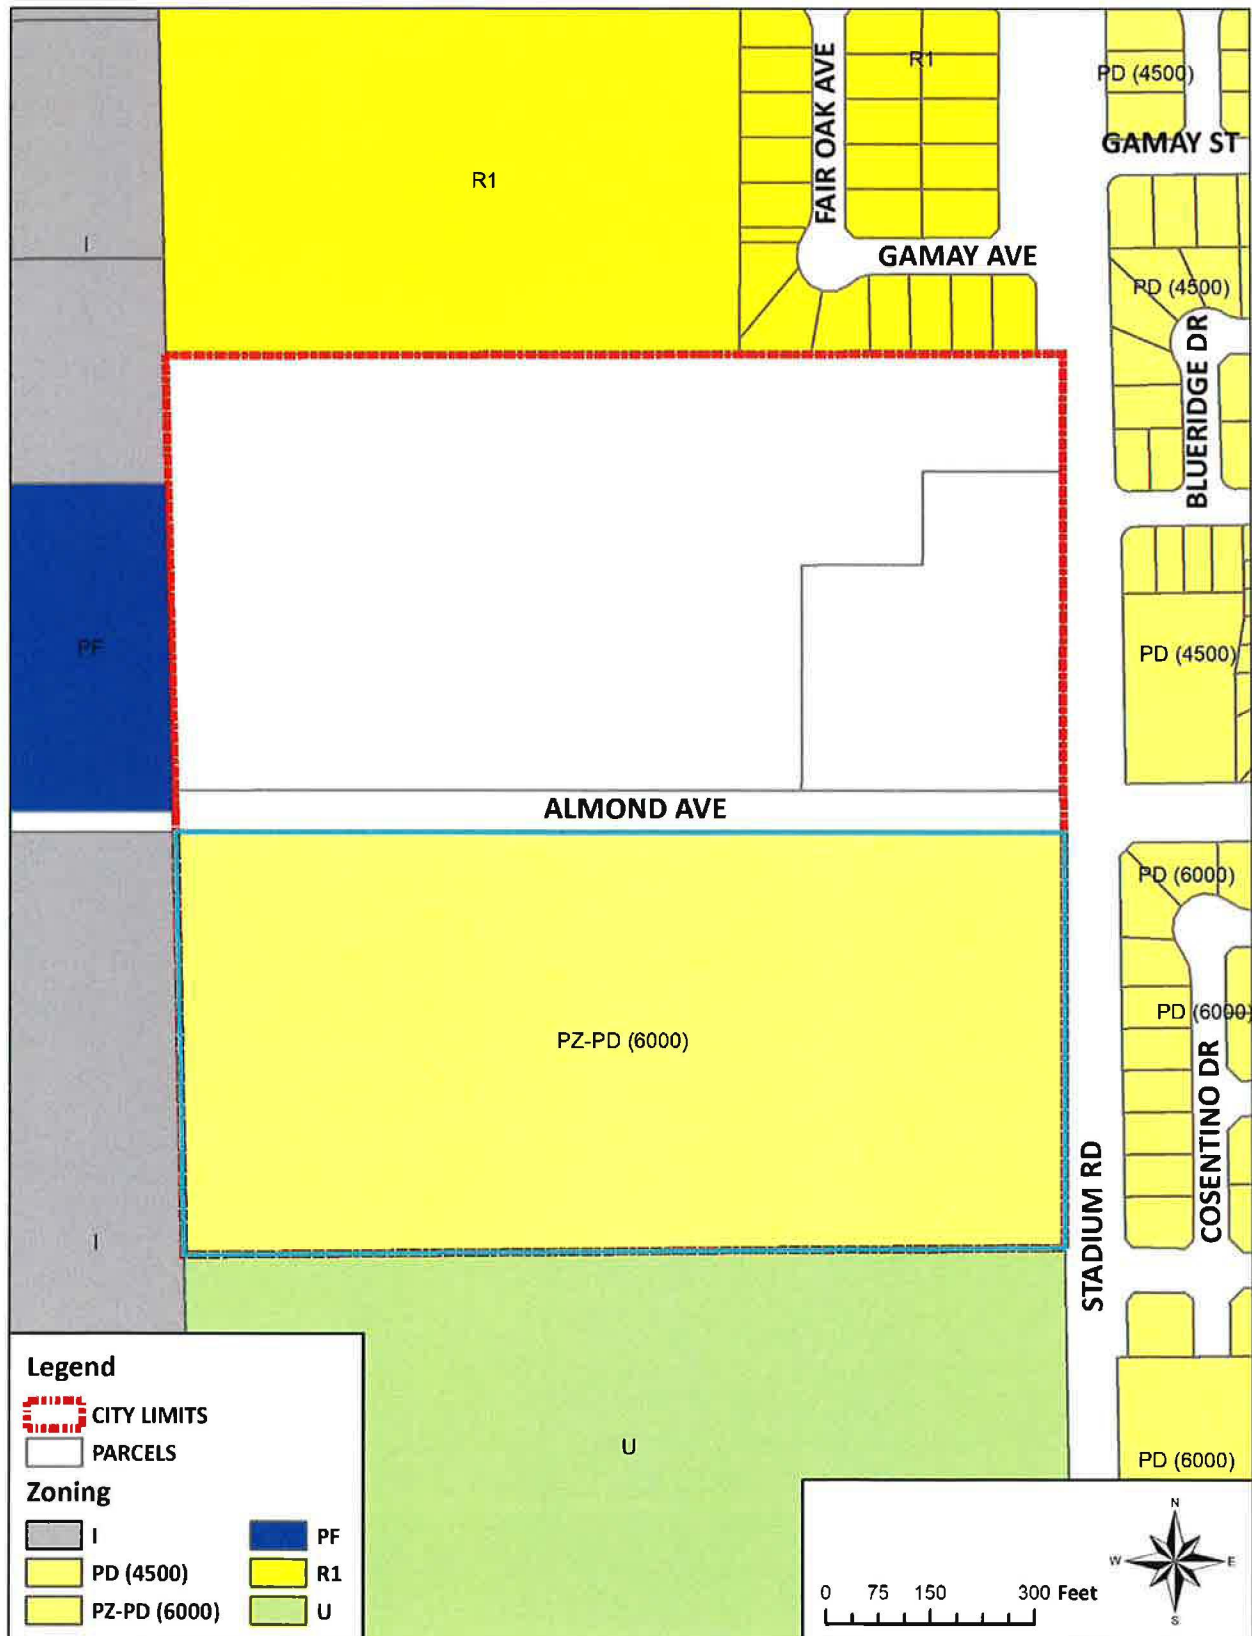 R1
FAIR OAK AVE
R1
PD (4500)
GAMAY ST
I
GAMAY AVE
PD (4500)
BLUERIDGE DR
PF
PD (4500)
ALMOND AVE
PD (6000)
PZ-PD (6000)
PD (6000)
COSENTINO DR
STADIUM RD
I
U
PD (6000)
Legend
CITY LIMITS
PARCELS
Zoning
I
PF
PD (4500)
R1
PZ-PD (6000)
U
N
W
E
S
0 75 150 300 Feet